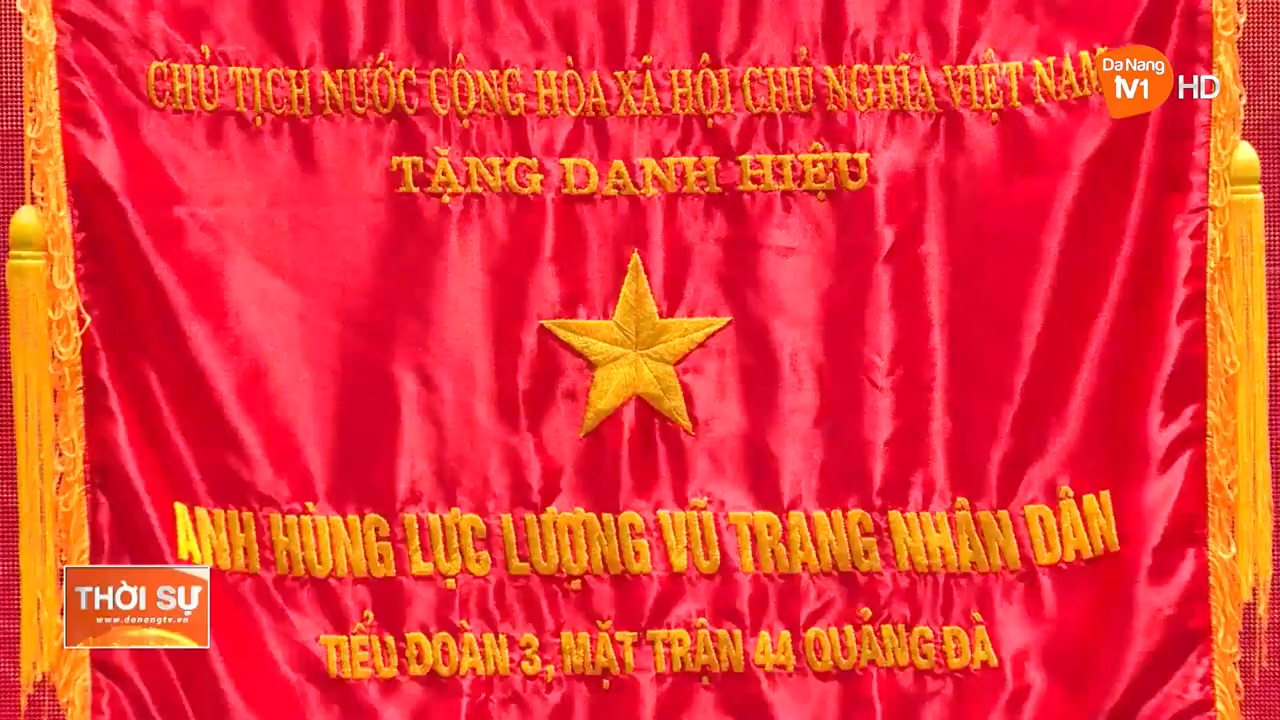 CHỦ TỊCH NƯỚC CỘNG HÒA XÃ HỘI CHỦ NGHĨA VIỆT NAM
Da Nang
TV1 HD
TẶNG DANH HIỆU
ANH HÙNG LỰC LƯỢNG VŨ TRANG NHÂN DÂN
THỜI SỰ
www.danangtv.vn
TIỂU ĐOÀN 3, MẶT TRẬN 44 QUẢNG ĐÀ